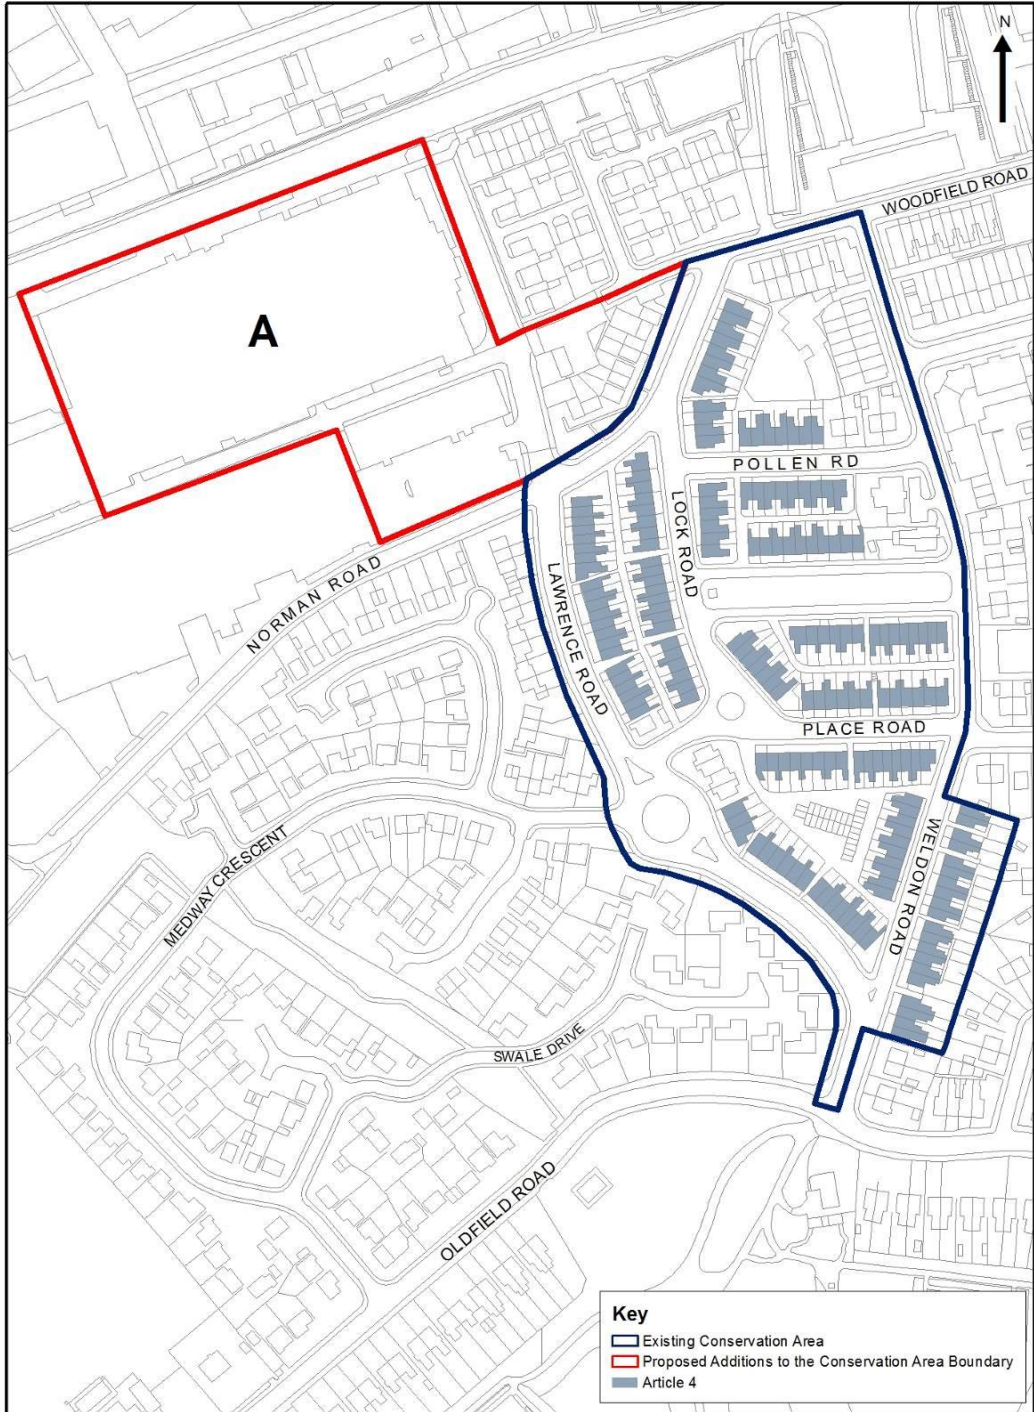 N
WOODFIELD ROAD
A
POLLEN RD
LOCK ROAD
LAWRENCE ROAD
NORMAN ROAD
PLACE ROAD
WELDON ROAD
MEDWAY CRESCENT
SWALE DRIVE
OLDFIELD ROAD
Key
Existing Conservation Area
Proposed Additions to the Conservation Area Boundary
Article 4